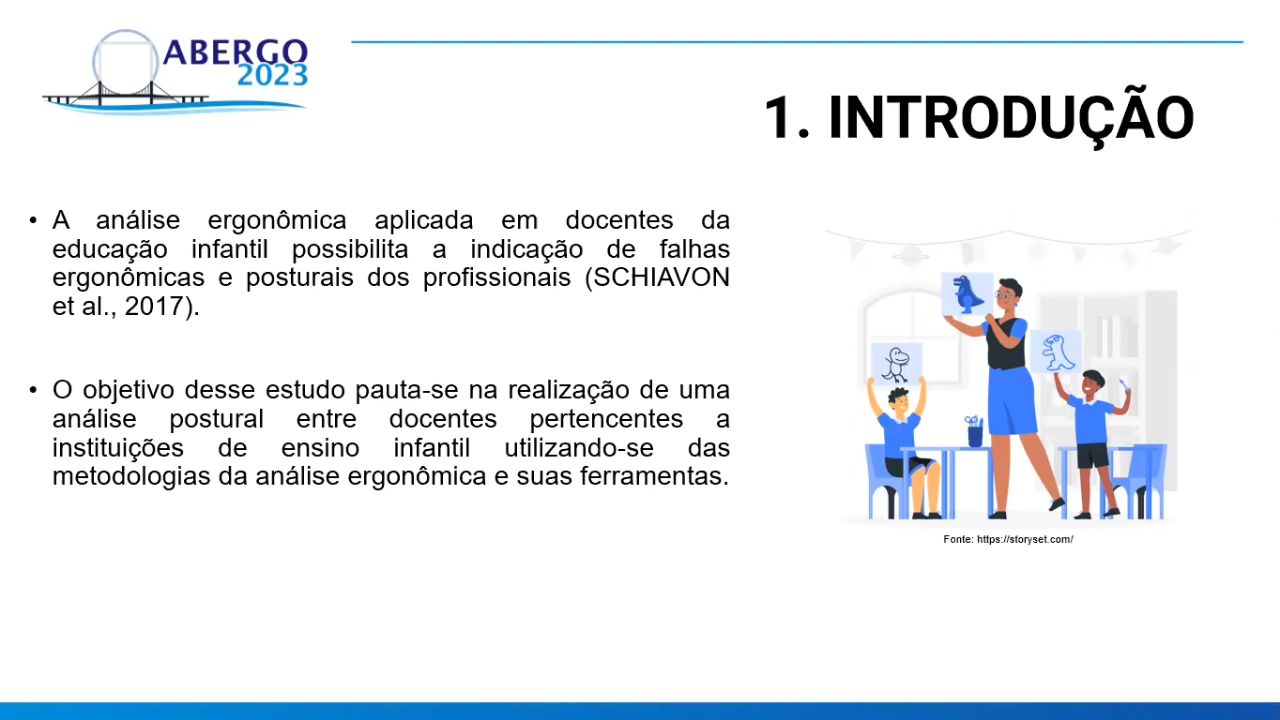 ABERGO
2023
1. INTRODUÇÃO
• A análise ergonômica aplicada em docentes da
educação infantil possibilita a indicação de falhas
ergonômicas e posturais dos profissionais (SCHIAVON
et al., 2017).
• O objetivo desse estudo pauta-se na realização de uma
análise postural entre docentes pertencentes a
instituições de ensino infantil utilizando-se das
metodologias da análise ergonômica e suas ferramentas.
Fonte: https://storyset.com/